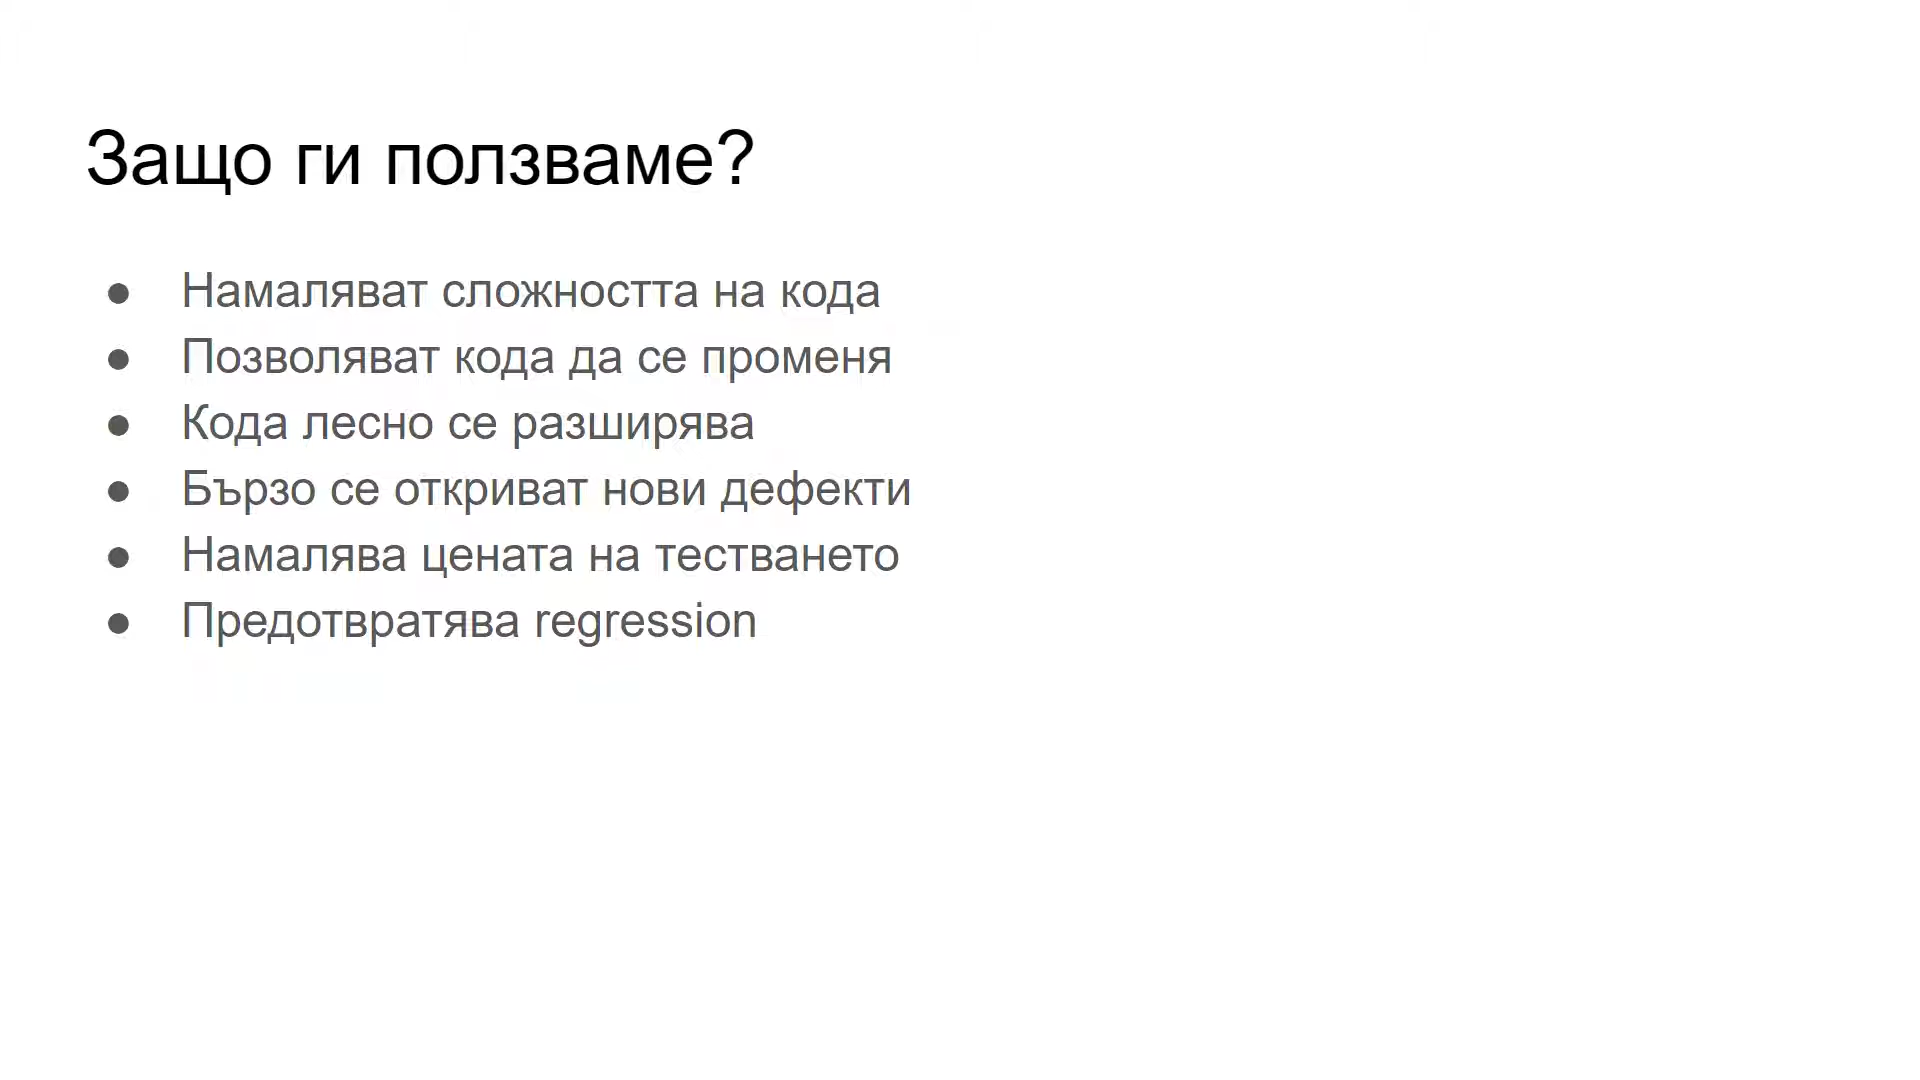 Защо ги ползваме?
● Намаляват сложността на кода
● Позволяват кода да се променя
● Кода лесно се разширява
● Бързо се откриват нови дефекти
● Намалява цената на тестването
● Предотвратява regression